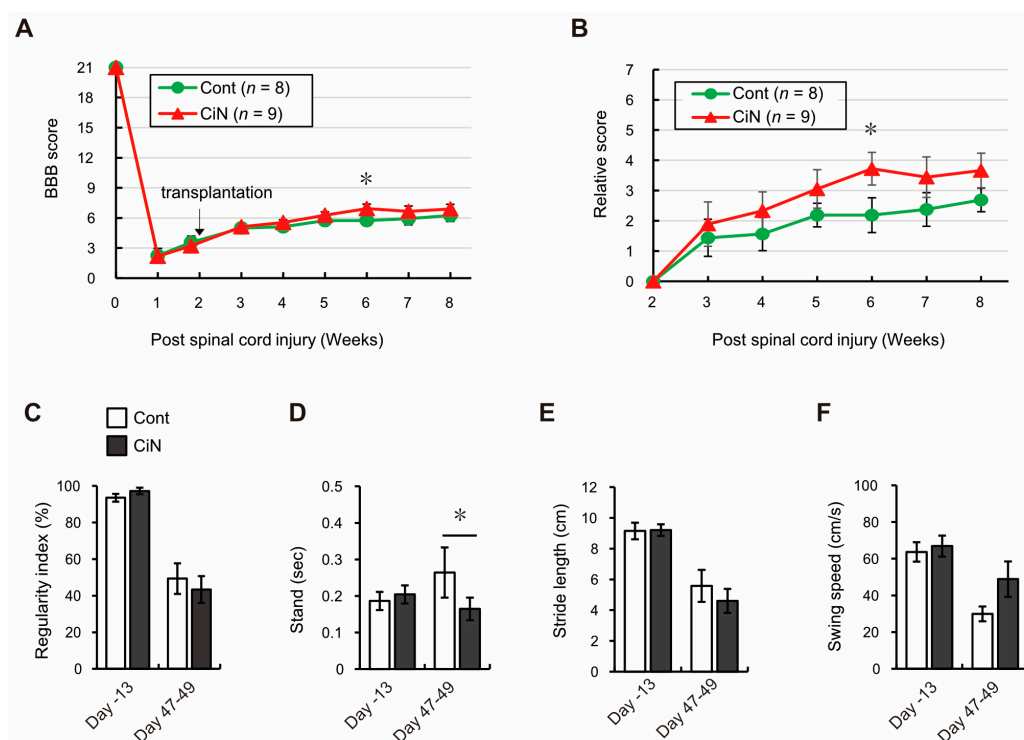 A
BBB score
21
18
15
12
9
6
3
0
Cont (n = 8)
CiN (n = 9)
transplantation
*
0 1 2 3 4 5 6 7 8
Post spinal cord injury (Weeks)
B
Relative score
7
6
5
4
3
2
1
0
Cont (n = 8)
CiN (n = 9)
*
2 3 4 5 6 7 8
Post spinal cord injury (Weeks)
C
Cont
CiN
Regularity index (%)
100
80
60
40
20
0
Day -13
Day 47-49
D
Stand (sec)
0.5
0.4
0.3
0.2
0.1
0
*
Day -13
Day 47-49
E
Stride length (cm)
12
10
8
6
4
2
0
Day -13
Day 47-49
F
Swing speed (cm/s)
100
80
60
40
20
0
Day -13
Day 47-49